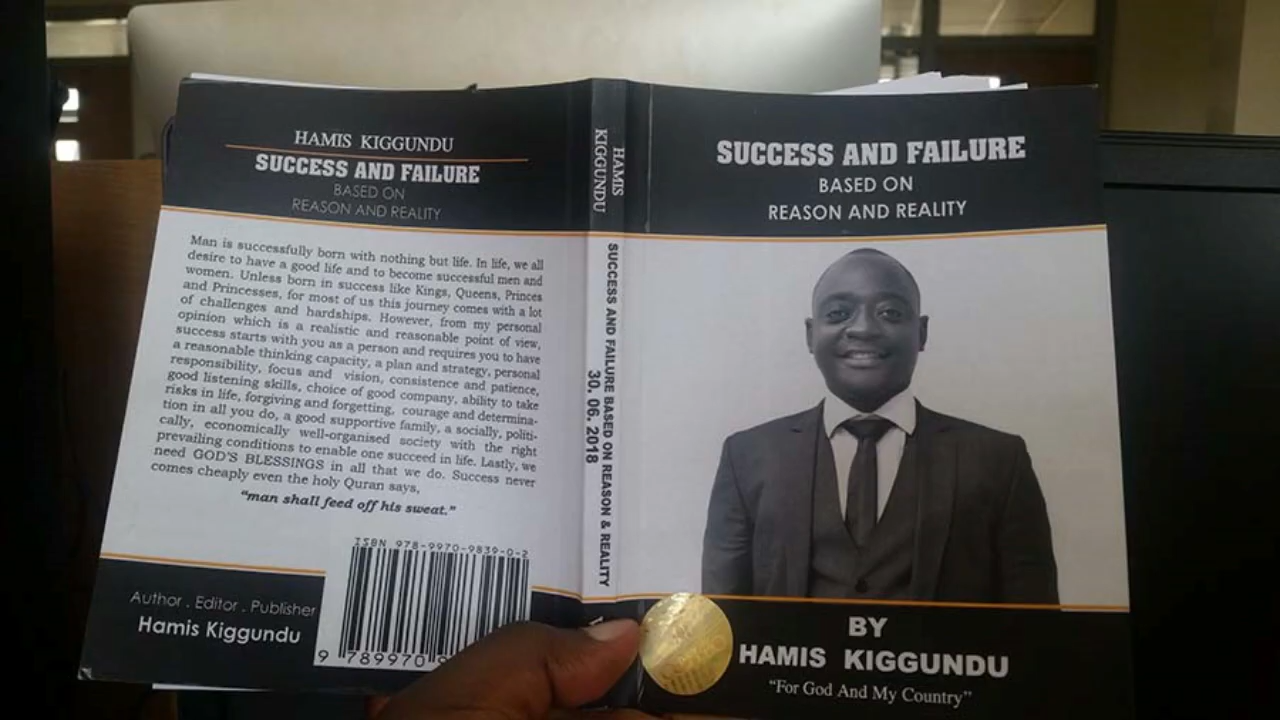 HAMIS KIGGUNDU
SUCCESS AND FAILURE
BASED ON
REASON AND REALITY
Man is successfully born with nothing but life. In life, we all
desire to have a good life and to become successful men and
women. Unless born in success like Kings, Queens, Princes
and Princesses, for most of us this journey comes with a lot
of challenges and hardships. However, from my personal
opinion which is a realistic and reasonable point of view,
success starts with you as a person and requires you to have
a reasonable thinking capacity, a plan and strategy, personal
responsibility, focus and vision, consistence and patience,
good listening skills, choice of good company, ability to take
risks in life, forgiving and forgetting, courage and determina-
tion in all you do, a good supportive family, a socially, politi-
cally, economically well-organised society with the right
prevailing conditions to enable one succeed in life. Lastly, we
need GOD'S BLESSINGS in all that we do. Success never
comes cheaply even the holy Quran says,
"man shall feed off his sweat."
ISBN 978-9970-9839-0-2
9 789970 9
Author . Editor . Publisher
Hamis Kiggundu
HAMIS
KIGGUNDU
SUCCESS AND FAILURE BASED ON REASON & REALITY
30. 06. 2018
SUCCESS AND FAILURE
BASED ON
REASON AND REALITY
BY
HAMIS KIGGUNDU
"For God And My Country"